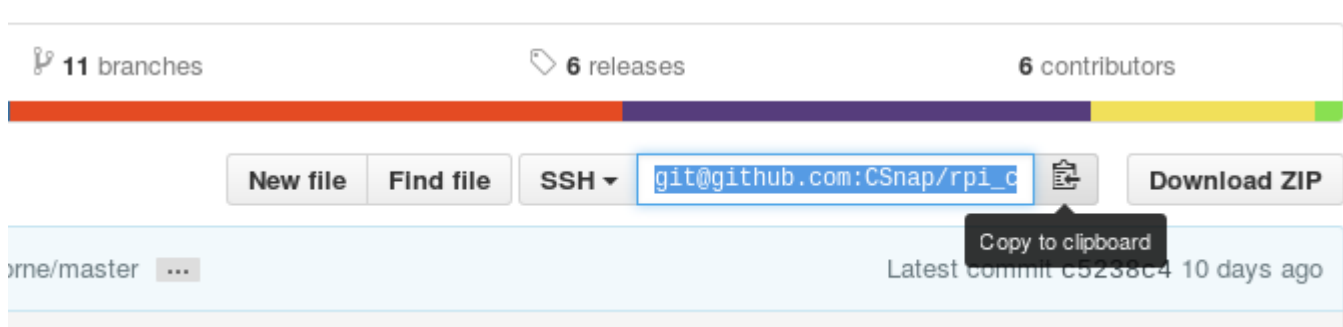 11 branches
6 releases
6 contributors
New file
Find file
SSH
git@github.com:CSnap/rpi_c
Download ZIP
Copy to clipboard
orne/master ...
Latest commit c5238c4 10 days ago